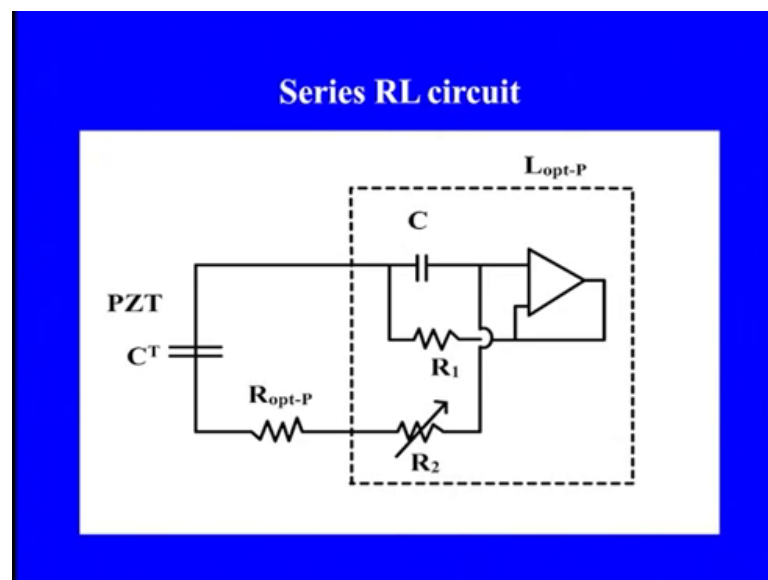 Series RL circuit
Lopt-P
C
PZT
CT
R1
Ropt-P
R2